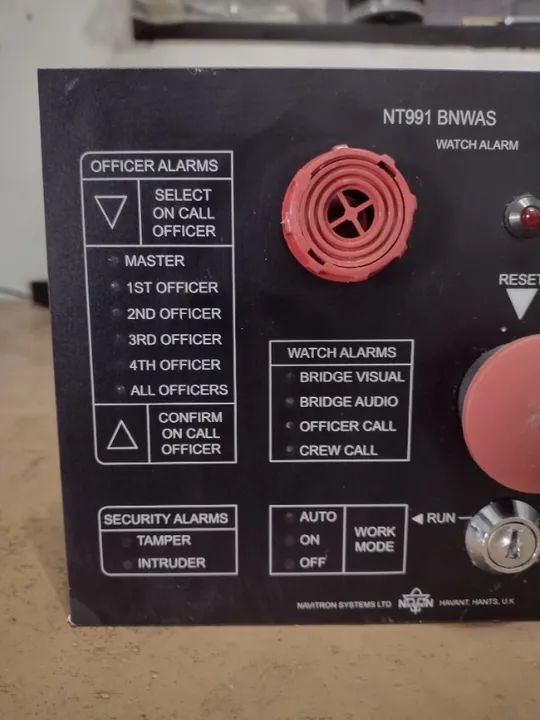 NT991 BNWAS
WATCH ALARM
OFFICER ALARMS
SELECT
ON CALL
OFFICER
MASTER
1ST OFFICER
2ND OFFICER
3RD OFFICER
4TH OFFICER
ALL OFFICERS
CONFIRM
ON CALL
OFFICER
RESET
WATCH ALARMS
BRIDGE VISUAL
BRIDGE AUDIO
OFFICER CALL
CREW CALL
SECURITY ALARMS
TAMPER
INTRUDER
AUTO
ON
OFF
WORK
MODE
RUN
NAVITRON SYSTEMS LTD HAVANT, HANTS, U.K